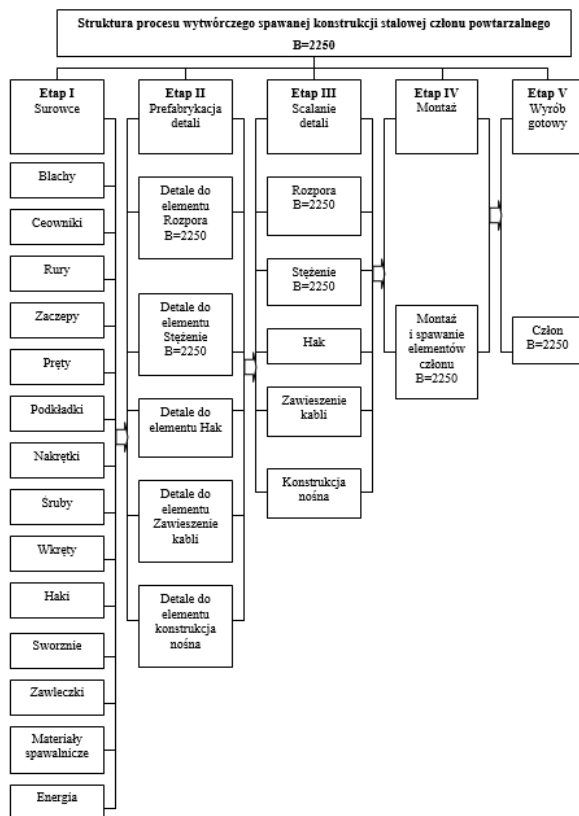 Struktura procesu wytwórczego spawanej konstrukcji stalowej członu powtarzalnego
B=2250
Etap I
Surowce
Blachy
Ceowniki
Rury
Zaczepy
Pręty
Podkładki
Nakrętki
Śruby
Wkręty
Haki
Sworznie
Zawleczki
Materiały
spawalnicze
Energia
Etap II
Prefabrykacja
detali
Detale do
elementu
Rozpora
B=2250
Detale do
elementu
Stężenie
B=2250
Detale do
elementu Hak
Detale do
elementu
Zawieszenie
kabli
Detale do
elementu
konstrukcja
nośna
Etap III
Scalanie
detali
Rozpora
B=2250
Stężenie
B=2250
Hak
Zawieszenie
kabli
Konstrukcja
nośna
Etap IV
Montaż
Montaż
i spawanie
elementów
członu
B=2250
Etap V
Wyrób
gotowy
Człon
B=2250